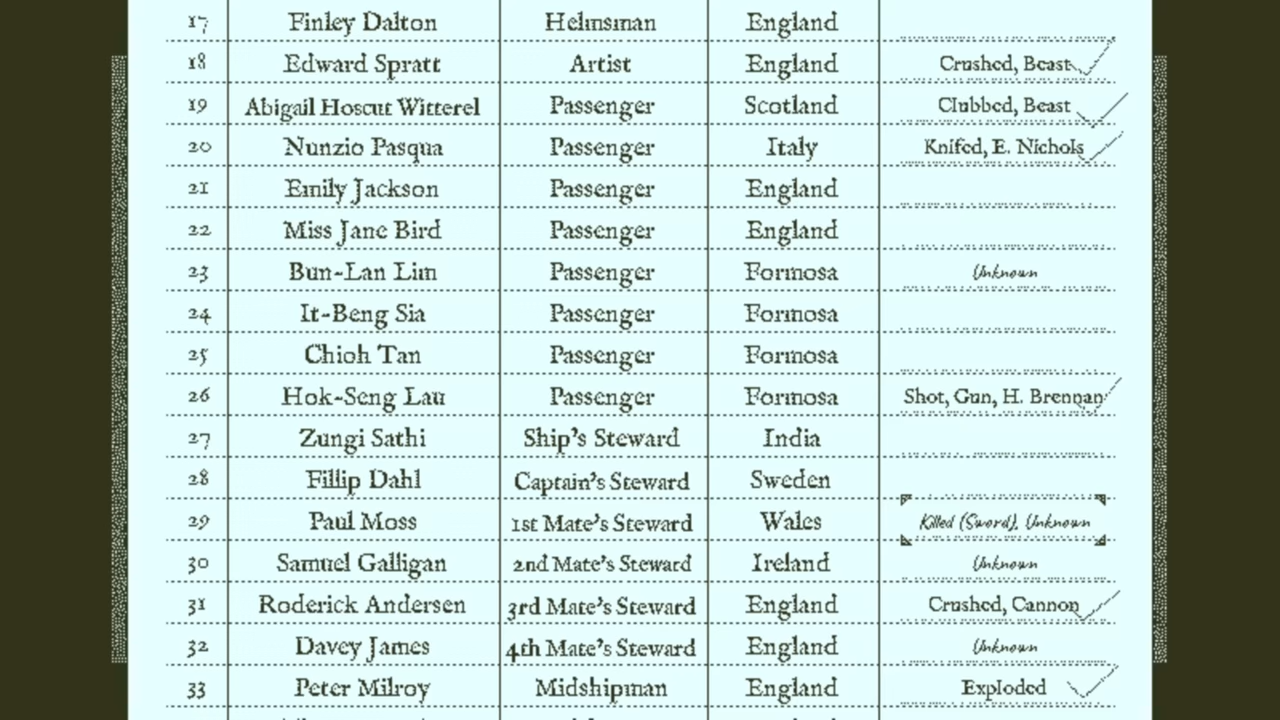 17 Finley Dalton Helmsman England
18 Edward Spratt Artist England Crushed, Beast
19 Abigail Hoscut Witterel Passenger Scotland Clubbed, Beast
20 Nunzio Pasqua Passenger Italy Knifed, E. Nichols
21 Emily Jackson Passenger England
22 Miss Jane Bird Passenger England
23 Bun-Lan Lim Passenger Formosa Unknown
24 It-Beng Sia Passenger Formosa
25 Chioh Tan Passenger Formosa
26 Hok-Seng Lau Passenger Formosa Shot, Gun, H. Brennan
27 Zungi Sathi Ship's Steward India
28 Fillip Dahl Captain's Steward Sweden
29 Paul Moss 1st Mate's Steward Wales Killed (Sword), Unknown
30 Samuel Galligan 2nd Mate's Steward Ireland Unknown
31 Roderick Andersen 3rd Mate's Steward England Crushed, Cannon
32 Davey James 4th Mate's Steward England Unknown
33 Peter Milroy Midshipman England Exploded